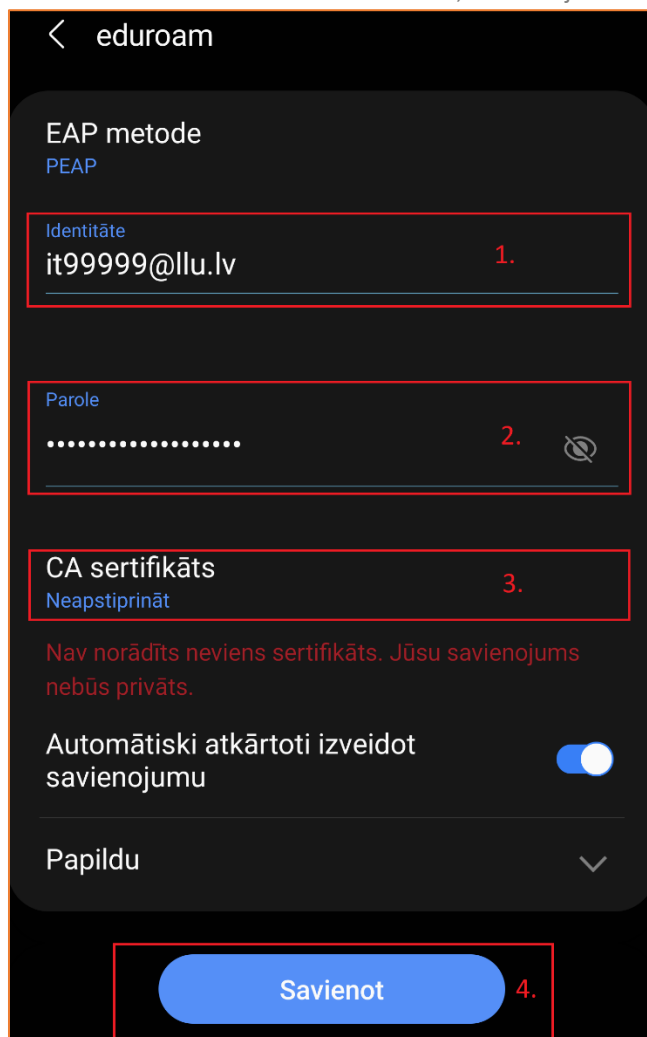 eduroam
EAP metode
PEAP
Identitāte
it99999@llu.lv
1.
Parole
•••••••••••••••••••
2.
CA sertifikāts
Neapstiprināt
3.
Nav norādīts neviens sertifikāts. Jūsu savienojums
nebūs privāts.
Automātiski atkārtoti izveidot
savienojumu
Papildu
Savienot
4.